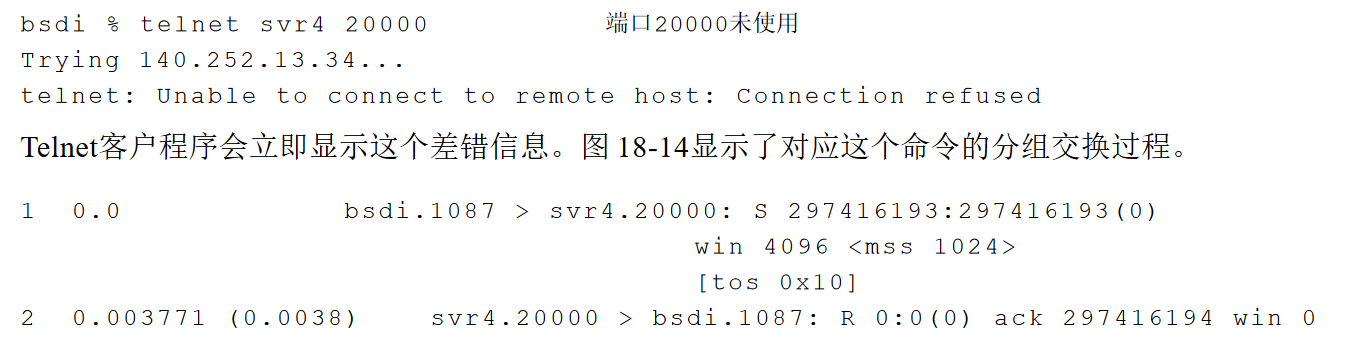 bsdi % telnet svr4 20000 端口20000未使用
Trying 140.252.13.34...
telnet: Unable to connect to remote host: Connection refused
Telnet客户程序会立即显示这个差错信息。图 18-14显示了对应这个命令的分组交换过程。
1 0.0 bsdi.1087 > svr4.20000: S 297416193:297416193(0)
win 4096 <mss 1024>
[tos 0x10]
2 0.003771 (0.0038) svr4.20000 > bsdi.1087: R 0:0(0) ack 297416194 win 0